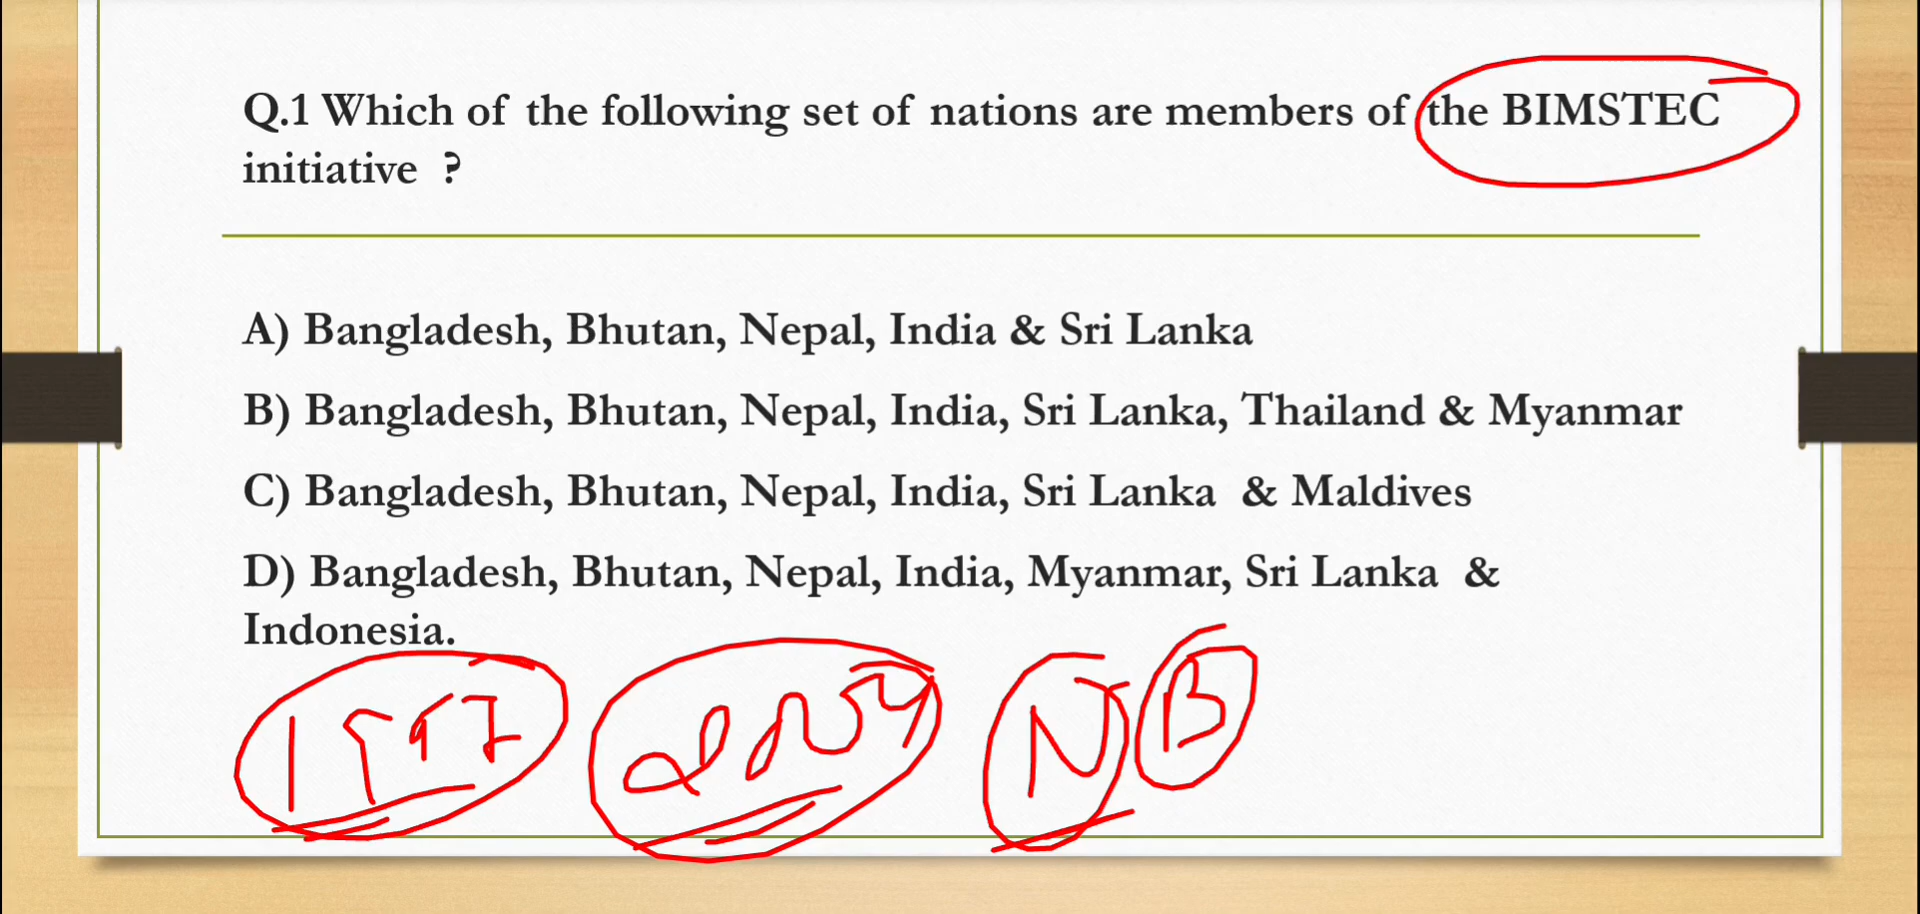 Q.1 Which of the following set of nations are members of the BIMSTEC
initiative ?
A) Bangladesh, Bhutan, Nepal, India & Sri Lanka
B) Bangladesh, Bhutan, Nepal, India, Sri Lanka, Thailand & Myanmar
C) Bangladesh, Bhutan, Nepal, India, Sri Lanka & Maldives
D) Bangladesh, Bhutan, Nepal, India, Myanmar, Sri Lanka &
Indonesia.
1997 N B